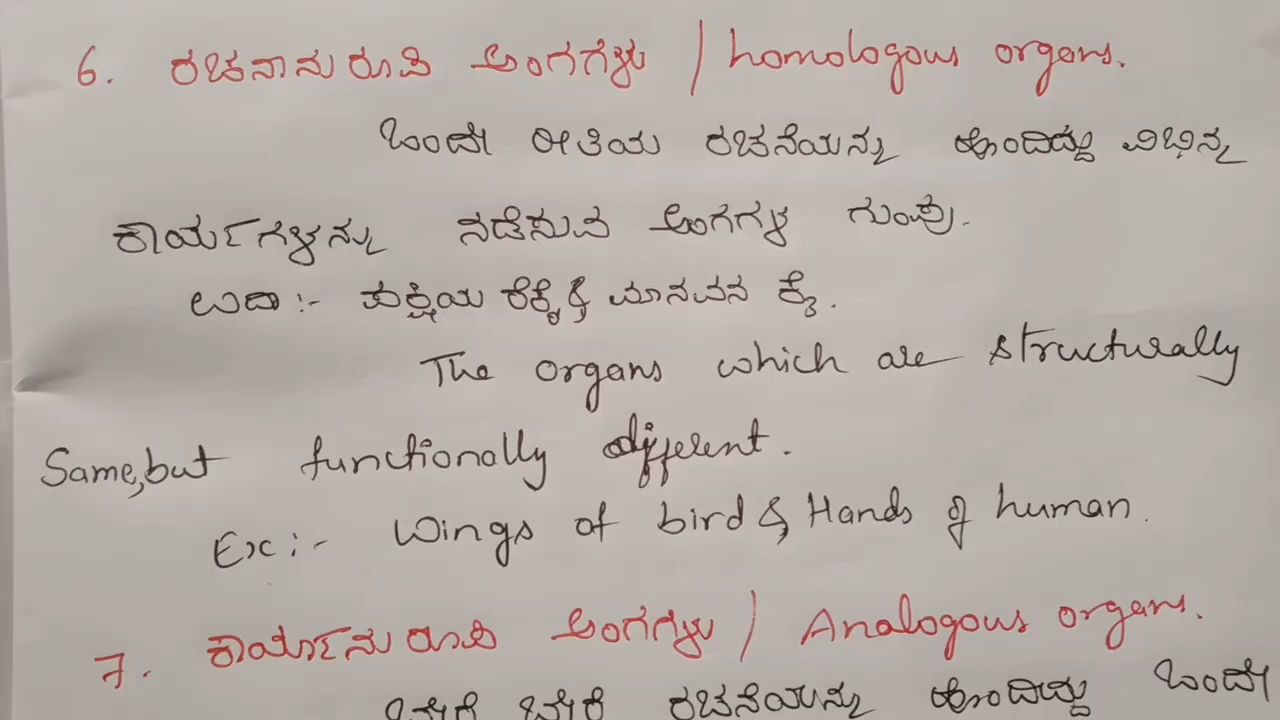 6. ರಚನಾನುರೂಪಿ ಅಂಗಗಳು / homologous organs.
ಒಂದೇ ರೀತಿಯ ರಚನೆಯನ್ನು ಹೊಂದಿದ್ದು ವಿಭಿನ್ನ
ಕಾರ್ಯಗಳನ್ನು ನಡೆಸುವ ಅಂಗಗಳ ಗುಂಪು.
ಉದಾ:- ಪಕ್ಷಿಯ ರೆಕ್ಕೆ & ಮಾನವನ ಕೈ.
The organs which are structurally
Same, but functionally different.
Ex:- Wings of bird & Hands of human.
7. ಕಾರ್ಯಾನುರೂಪಿ ಅಂಗಗಳು / Analogous organs.
ಬೇರೆ ಬೇರೆ ರಚನೆಯನ್ನು ಹೊಂದಿದ್ದು ಒಂದೇ